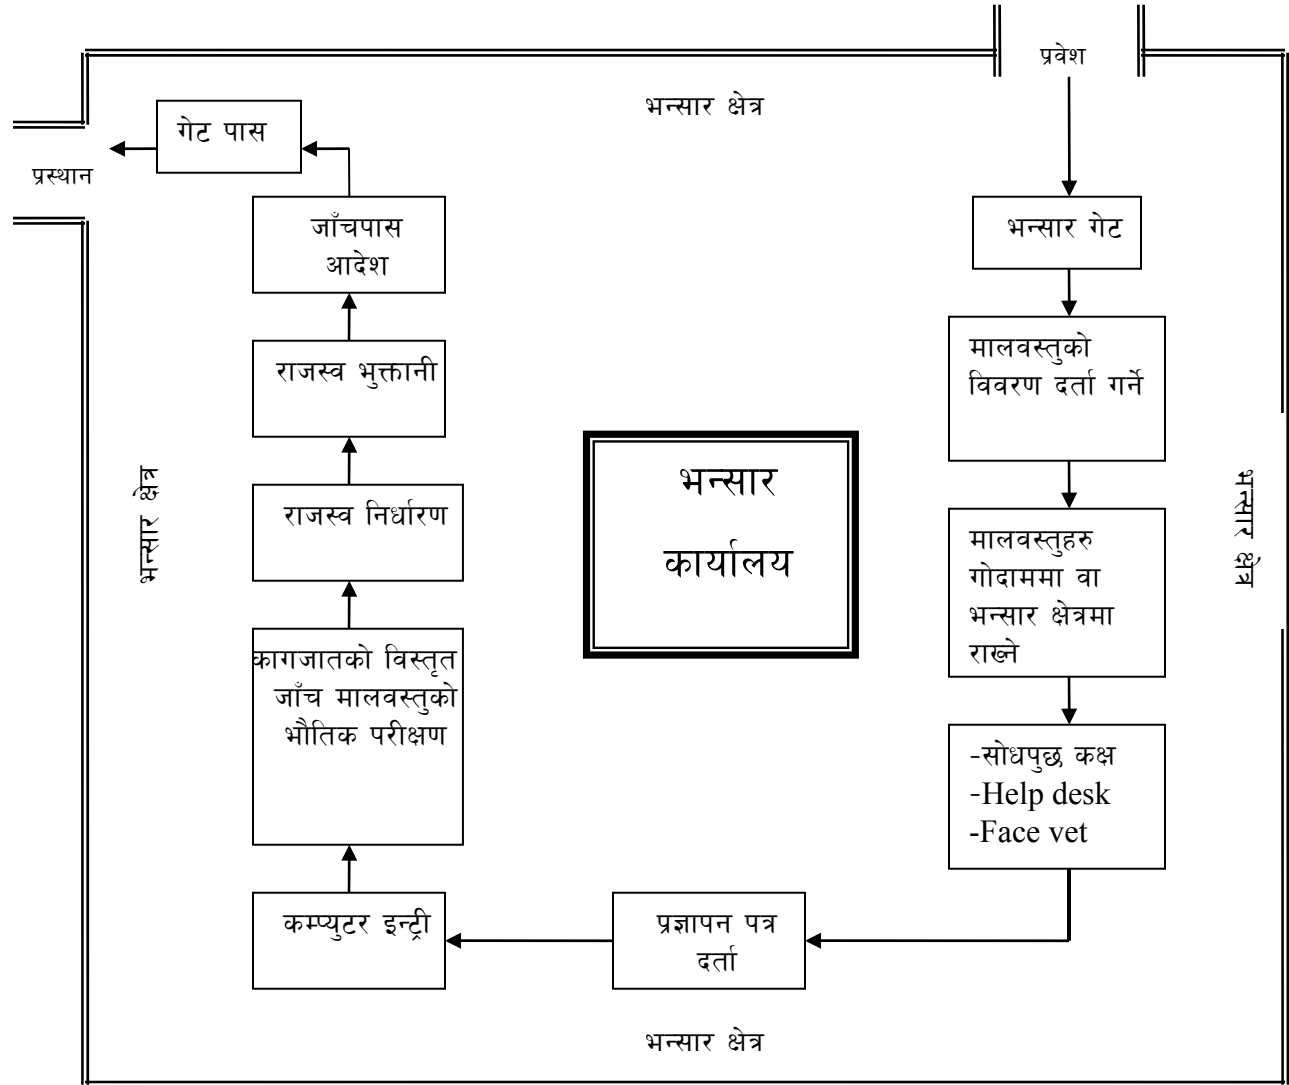 प्रवेश
भन्सार क्षेत्र
गेट पास
प्रस्थान
जाँचपास
आदेश
भन्सार गेट
राजस्व भुक्तानी
मालवस्तुको
विवरण दर्ता गर्ने
भन्सार
कार्यालय
भन्सार क्षेत्र
भन्सार क्षेत्र
राजस्व निर्धारण
मालवस्तुहरु
गोदाममा वा
भन्सार क्षेत्रमा
राख्ने
कागजातको विस्तृत
जाँच मालवस्तुको
भौतिक परीक्षण
-सोधपुछ कक्ष
-Help desk
-Face vet
कम्प्युटर इन्ट्री
प्रज्ञापन पत्र
दर्ता
भन्सार क्षेत्र